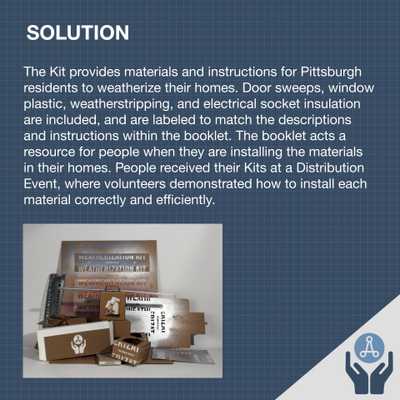 SOLUTION
The Kit provides materials and instructions for Pittsburgh
residents to weatherize their homes. Door sweeps, window
plastic, weatherstripping, and electrical socket insulation
are included, and are labeled to match the descriptions
and instructions within the booklet. The booklet acts a
resource for people when they are installing the materials
in their homes. People received their Kits at a Distribution
Event, where volunteers demonstrated how to install each
material correctly and efficiently.
WEATHERIZATION KIT